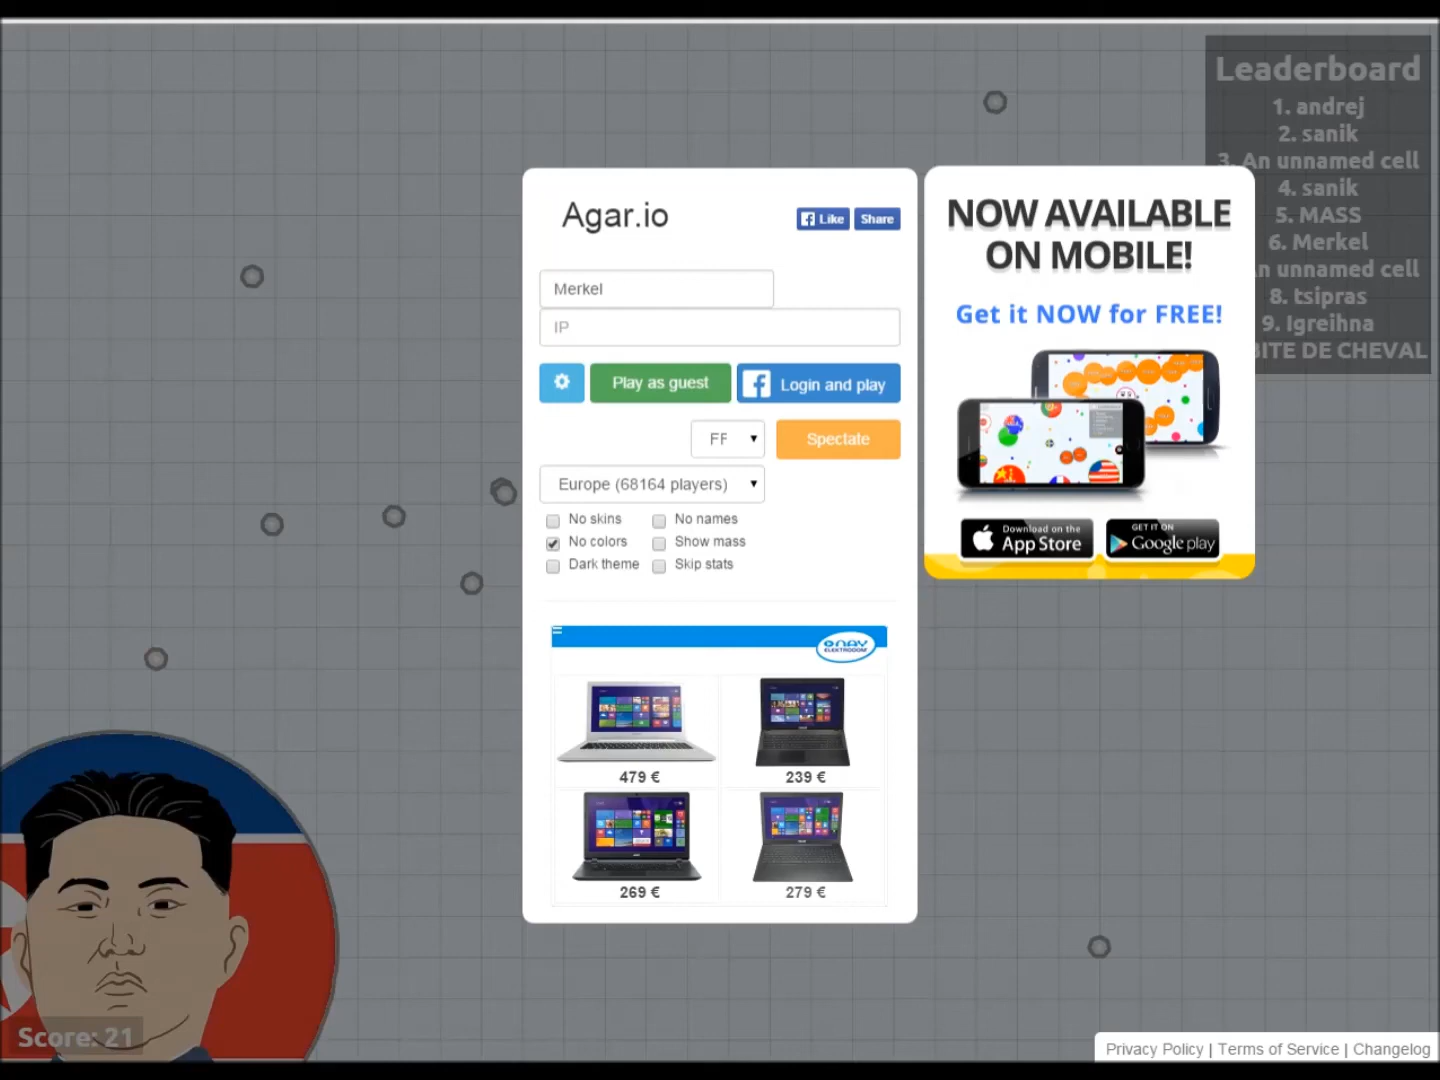 Leaderboard
1. andrej
2. sanik
3. An unnamed cell
4. sanik
5. MASS
6. Merkel
n unnamed cell
8. tsipras
9. Igreihna
BITE DE CHEVAL
Agar.io
Like
Share
Merkel
IP
Play as guest
Login and play
FF
Spectate
Europe (68164 players)
No skins
No names
No colors
Show mass
Dark theme
Skip stats
NAY
ELEKTRODOM
479 €
239 €
269 €
279 €
NOW AVAILABLE
ON MOBILE!
Get it NOW for FREE!
Download on the
App Store
GET IT ON
Google play
Score: 21
Privacy Policy | Terms of Service | Changelog